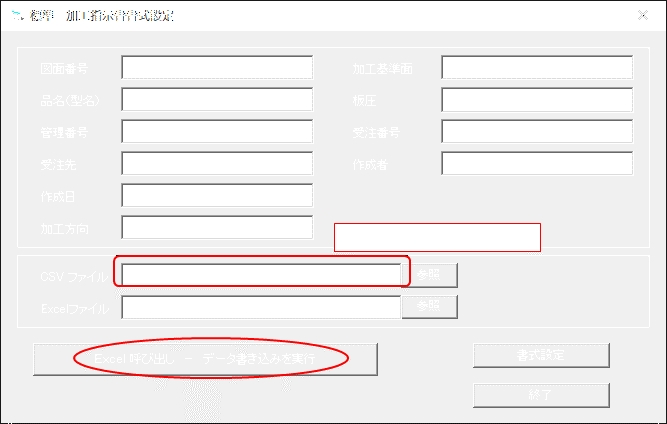 標準 加工指示書書式設定
図面番号
加工基準面
品名(型名)
板圧
管理番号
受注番号
受注先
作成者
作成日
加工方向
CSV ファイル
参照
Excelファイル
参照
Excel 呼び出し － データ書き込みを実行
書式設定
終了